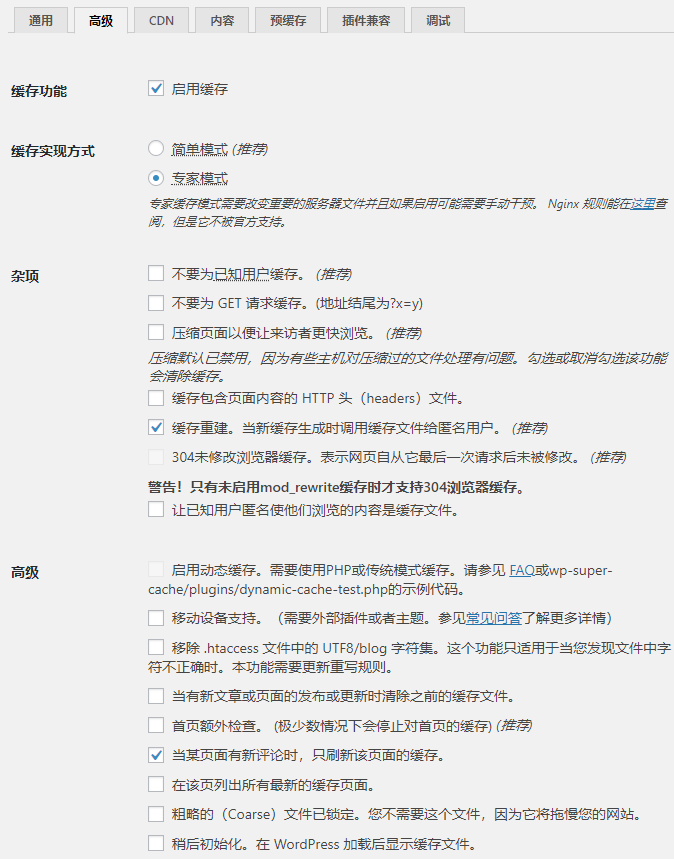 通用 高级 CDN 内容 预缓存 插件兼容 调试
缓存功能 启用缓存
缓存实现方式 简单模式 (推荐)
专家模式
专家缓存模式需要改变重要的服务器文件并且如果启用可能需要手动干预。 Nginx 规则能在这里查
阅，但是它不被官方支持。
杂项 不要为已知用户缓存。 (推荐)
不要为 GET 请求缓存。(地址结尾为?x=y)
压缩页面以便让来访者更快浏览。 (推荐)
压缩默认已禁用，因为有些主机对压缩过的文件处理有问题。勾选或取消勾选该功能
会清除缓存。
缓存包含页面内容的 HTTP 头（headers）文件。
缓存重建。当新缓存生成时调用缓存文件给匿名用户。 (推荐)
304未修改浏览器缓存。表示网页自从它最后一次请求后未被修改。 (推荐)
警告！只有未启用mod_rewrite缓存时才支持304浏览器缓存。
让已知用户匿名使他们浏览的内容是缓存文件。
高级 启用动态缓存。需要使用PHP或传统模式缓存。请参见 FAQ或wp-super-
cache/plugins/dynamic-cache-test.php的示例代码。
移动设备支持。（需要外部插件或者主题。参见常见问答了解更多详情）
移除 .htaccess 文件中的 UTF8/blog 字符集。这个功能只适用于当您发现文件中字
符不正确时。本功能需要更新重写规则。
当有新文章或页面的发布或更新时清除之前的缓存文件。
首页额外检查。 (极少数情况下会停止对首页的缓存) (推荐)
当某页面有新评论时，只刷新该页面的缓存。
在该页列出所有最新的缓存页面。
粗略的（Coarse）文件已锁定。您不需要这个文件，因为它将拖慢您的网站。
稍后初始化。在 WordPress 加载后显示缓存文件。